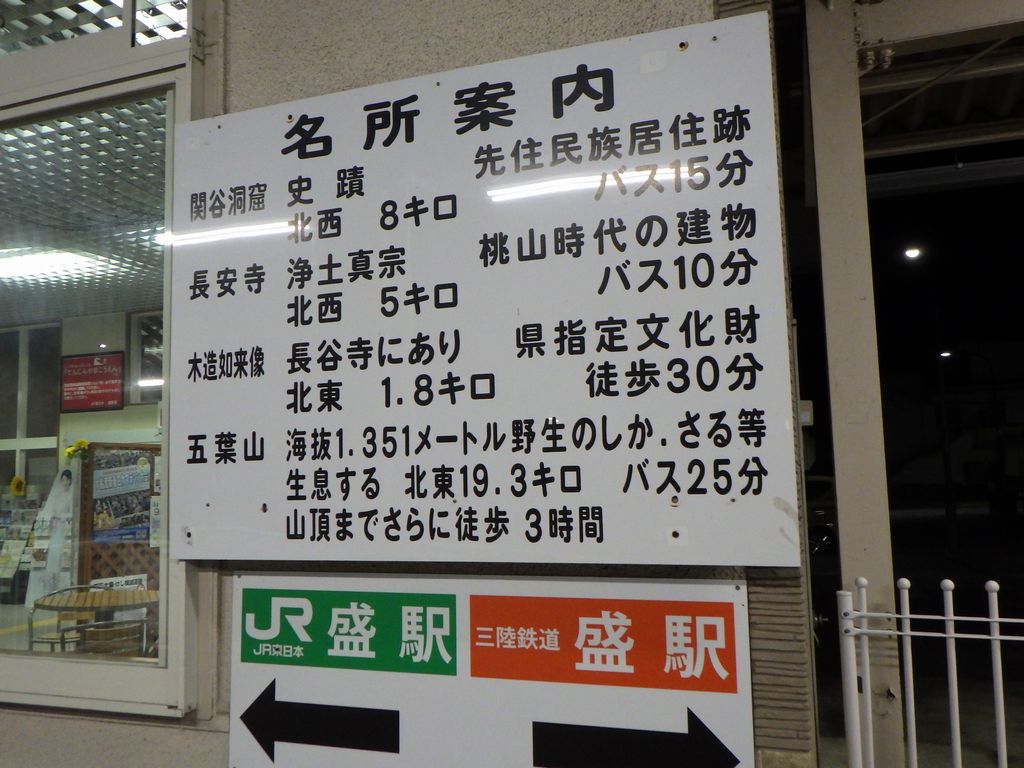 名所案内
関谷洞窟 史蹟 先住民族居住跡
北西 8キロ バス15分
長安寺 浄土真宗 桃山時代の建物
北西 5キロ バス10分
木造如来像 長谷寺にあり 県指定文化財
北東 1.8キロ 徒歩30分
五葉山 海抜1.351メートル野生のしか.さる等
生息する 北東19.3キロ バス25分
山頂までさらに徒歩 3時間
JR 盛駅
JR東日本
三陸鉄道 盛駅